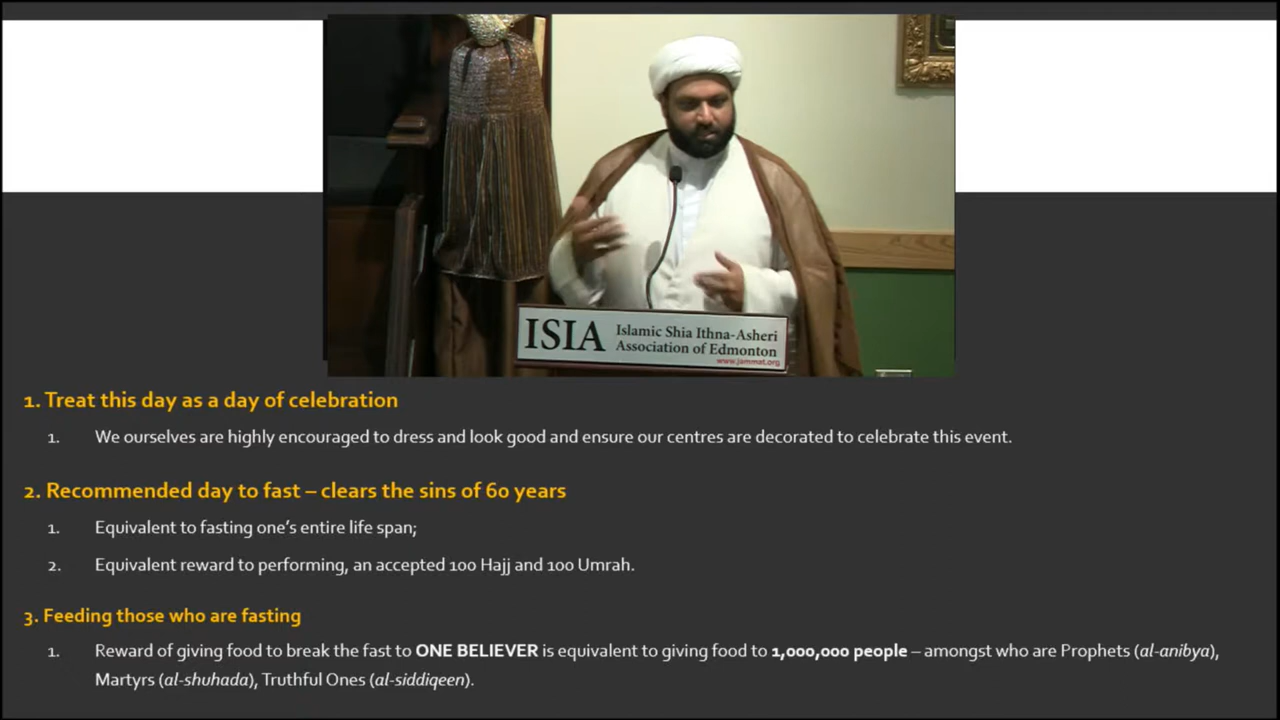 ISIA
Islamic Shia Ithna-Asheri
Association of Edmonton
www.jammat.org
1. Treat this day as a day of celebration
1. We ourselves are highly encouraged to dress and look good and ensure our centres are decorated to celebrate this event.
2. Recommended day to fast – clears the sins of 60 years
1. Equivalent to fasting one's entire life span;
2. Equivalent reward to performing, an accepted 100 Hajj and 100 Umrah.
3. Feeding those who are fasting
1. Reward of giving food to break the fast to ONE BELIEVER is equivalent to giving food to 1,000,000 people – amongst who are Prophets (al-anibya),
Martyrs (al-shuhada), Truthful Ones (al-siddiqeen).